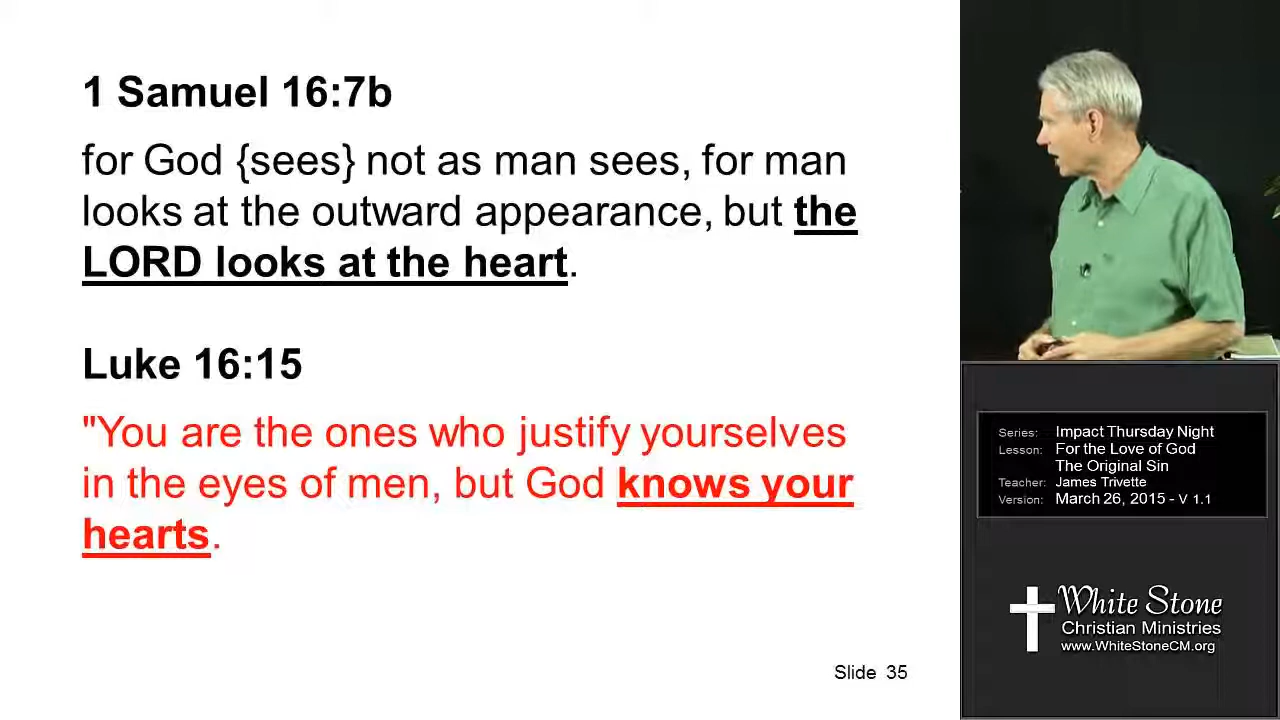 1 Samuel 16:7b
for God {sees} not as man sees, for man
looks at the outward appearance, but the
LORD looks at the heart.
Luke 16:15
"You are the ones who justify yourselves
in the eyes of men, but God knows your
hearts.
Slide 35
Series: Impact Thursday Night
Lesson: For the Love of God
The Original Sin
Teacher: James Trivette
Version: March 26, 2015 - V 1.1
White Stone
Christian Ministries
www.WhiteStoneCM.org